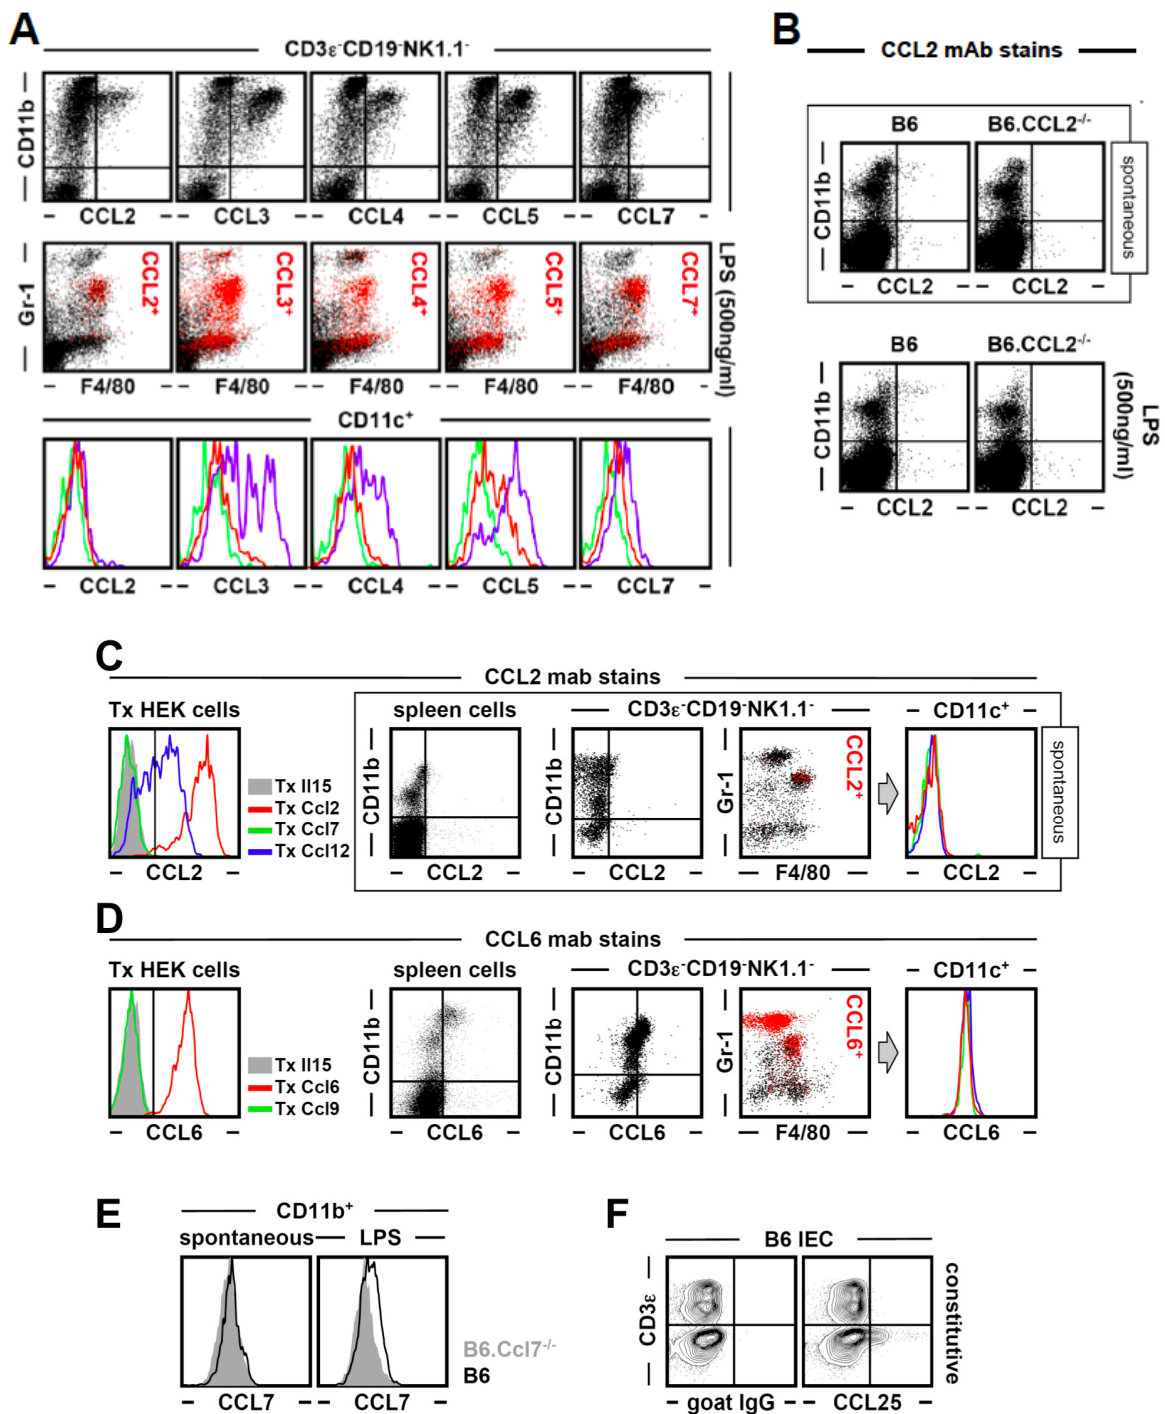 A
CD3ε⁻CD19⁻NK1.1⁻
CD11b
CCL2 CCL3 CCL4 CCL5 CCL7
Gr-1
CCL2⁺ CCL3⁺ CCL4⁺ CCL5⁺ CCL7⁺
F4/80 F4/80 F4/80 F4/80 F4/80
LPS (500ng/ml)
CD11c⁺
CCL2 CCL3 CCL4 CCL5 CCL7
B
CCL2 mAb stains
B6 B6.CCL2⁻/⁻
CD11b
CCL2 CCL2
spontaneous
B6 B6.CCL2⁻/⁻
CD11b
CCL2 CCL2
LPS
(500ng/ml)
C
CCL2 mab stains
Tx HEK cells
CCL2
Tx Il15
Tx Ccl2
Tx Ccl7
Tx Ccl12
spleen cells
CD11b
CCL2
CD3ε⁻CD19⁻NK1.1⁻
CD11b
CCL2
Gr-1
CCL2⁺
F4/80
CD11c⁺
CCL2
spontaneous
D
CCL6 mab stains
Tx HEK cells
CCL6
Tx Il15
Tx Ccl6
Tx Ccl9
spleen cells
CD11b
CCL6
CD3ε⁻CD19⁻NK1.1⁻
CD11b
CCL6
Gr-1
CCL6⁺
F4/80
CD11c⁺
CCL6
E
CD11b⁺
spontaneous LPS
CCL7 CCL7
B6.Ccl7⁻/⁻
B6
F
B6 IEC
CD3ε
goat IgG CCL25
constitutive